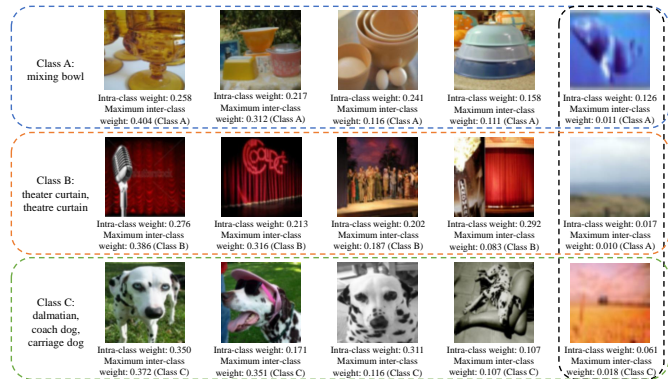 Class A:
mixing bowl
Intra-class weight: 0.258
Maximum inter-class
weight: 0.404 (Class A)
Intra-class weight: 0.217
Maximum inter-class
weight: 0.312 (Class A)
Intra-class weight: 0.241
Maximum inter-class
weight: 0.116 (Class A)
Intra-class weight: 0.158
Maximum inter-class
weight: 0.111 (Class A)
Intra-class weight: 0.126
Maximum inter-class
weight: 0.011 (Class A)
Class B:
theater curtain,
theatre curtain
Intra-class weight: 0.276
Maximum inter-class
weight: 0.386 (Class B)
Intra-class weight: 0.213
Maximum inter-class
weight: 0.316 (Class B)
Intra-class weight: 0.202
Maximum inter-class
weight: 0.187 (Class B)
Intra-class weight: 0.292
Maximum inter-class
weight: 0.083 (Class B)
Intra-class weight: 0.017
Maximum inter-class
weight: 0.010 (Class A)
Class C:
dalmatian,
coach dog,
carriage dog
Intra-class weight: 0.350
Maximum inter-class
weight: 0.372 (Class C)
Intra-class weight: 0.171
Maximum inter-class
weight: 0.351 (Class C)
Intra-class weight: 0.311
Maximum inter-class
weight: 0.116 (Class C)
Intra-class weight: 0.107
Maximum inter-class
weight: 0.107 (Class C)
Intra-class weight: 0.061
Maximum inter-class
weight: 0.018 (Class C)